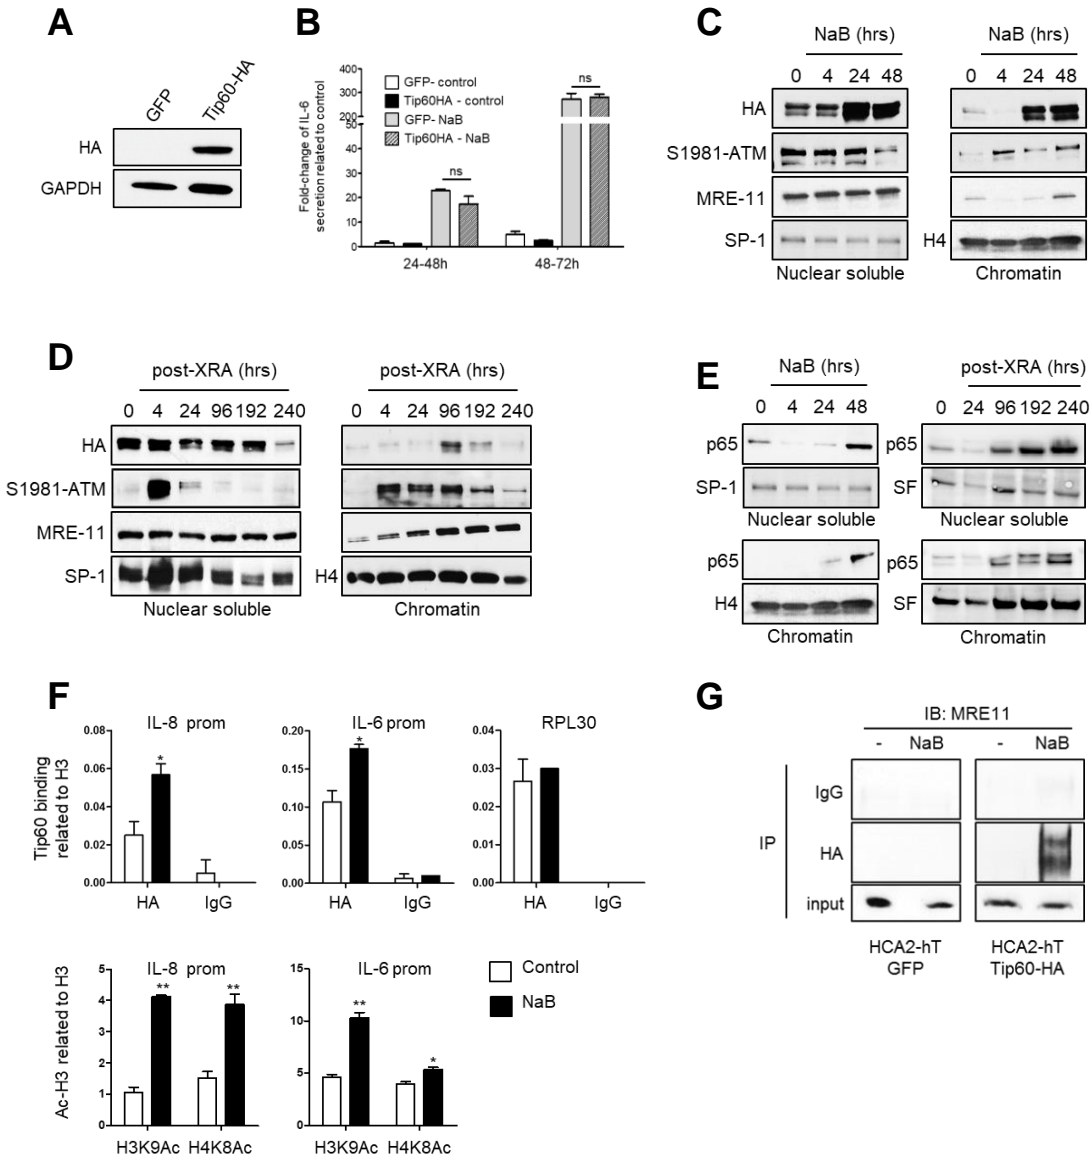 A
GFP
Tip60-HA
HA
GAPDH
B
Fold-change of IL-6
secretion related to control
400
300
200
50
40
30
20
10
0
GFP- control
Tip60HA - control
GFP- NaB
Tip60HA - NaB
ns
ns
24-48h
48-72h
C
NaB (hrs)
NaB (hrs)
0 4 24 48
0 4 24 48
HA
S1981-ATM
MRE-11
SP-1
H4
Nuclear soluble
Chromatin
D
post-XRA (hrs)
post-XRA (hrs)
0 4 24 96 192 240
0 4 24 96 192 240
HA
S1981-ATM
MRE-11
SP-1
H4
Nuclear soluble
Chromatin
E
NaB (hrs)
post-XRA (hrs)
0 4 24 48
0 24 96 192 240
p65
p65
SP-1
SF
Nuclear soluble
Nuclear soluble
p65
p65
H4
SF
Chromatin
Chromatin
F
Tip60 binding
related to H3
IL-8 prom
0.08
0.06
0.04
0.02
0.00
*
HA
IgG
IL-6 prom
0.20
0.15
0.10
0.05
0.00
*
HA
IgG
RPL30
0.04
0.03
0.02
0.01
0.00
HA
IgG
Ac-H3 related to H3
IL-8 prom
5
4
3
2
1
0
**
**
H3K9Ac
H4K8Ac
IL-6 prom
15
10
5
0
**
*
H3K9Ac
H4K8Ac
Control
NaB
G
IB: MRE11
- NaB
- NaB
IP
IgG
HA
input
HCA2-hT
GFP
HCA2-hT
Tip60-HA